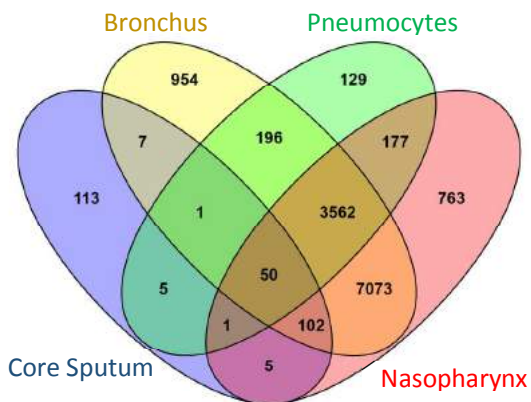 Bronchus Pneumocytes
954 129
7 196 177
113 1 3562 763
50
5 7073
1 102
Core Sputum 5 Nasopharynx